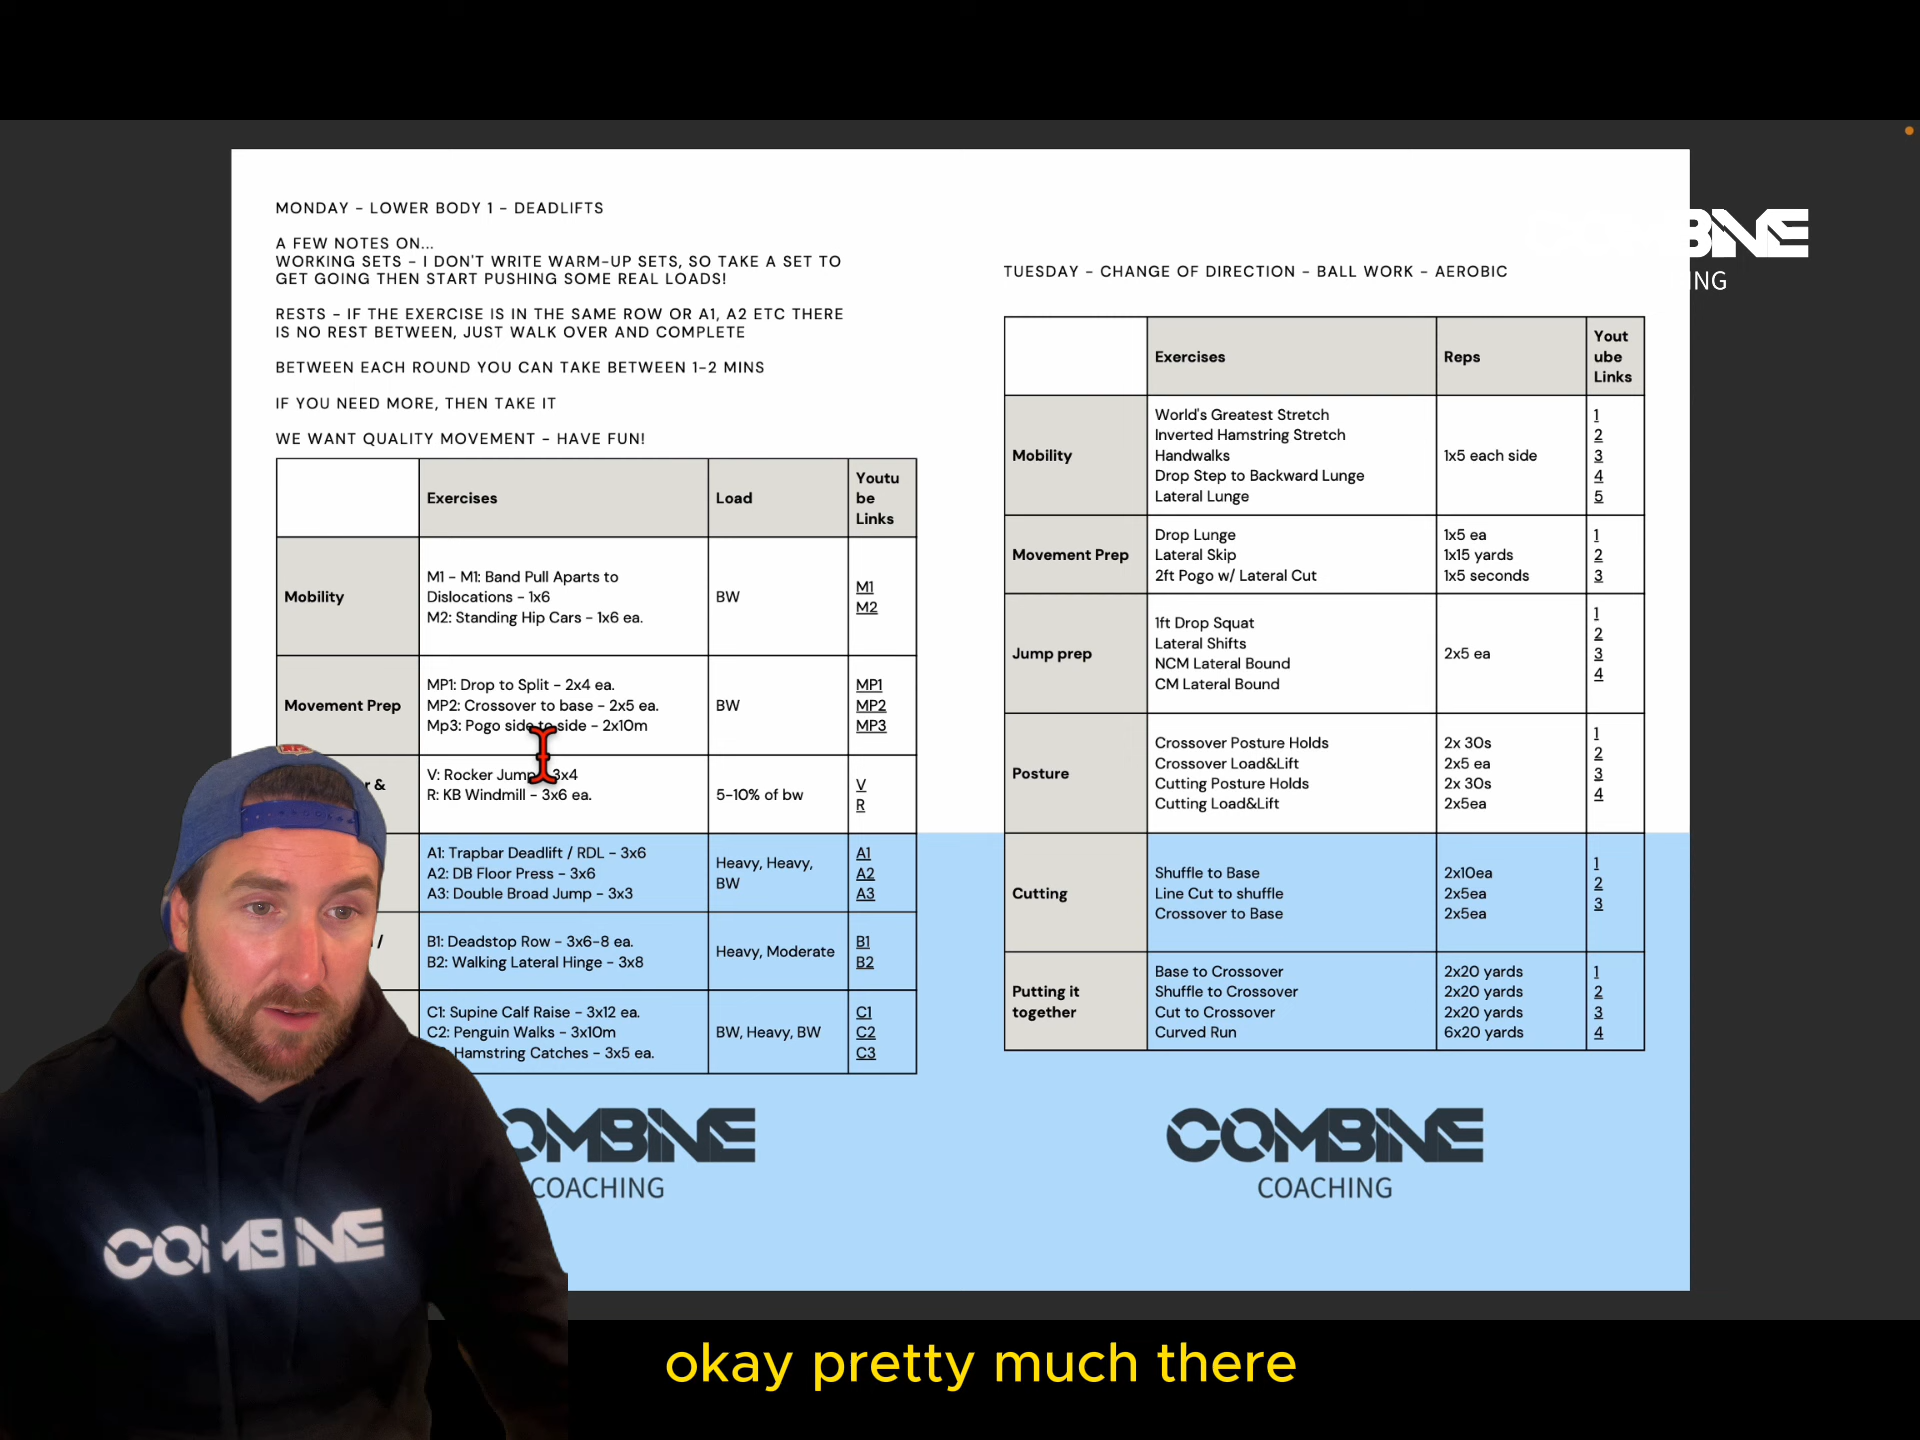 MONDAY - LOWER BODY 1 - DEADLIFTS
A FEW NOTES ON...
WORKING SETS - I DON'T WRITE WARM-UP SETS, SO TAKE A SET TO
GET GOING THEN START PUSHING SOME REAL LOADS!
RESTS - IF THE EXERCISE IS IN THE SAME ROW OR A1, A2 ETC THERE
IS NO REST BETWEEN, JUST WALK OVER AND COMPLETE
BETWEEN EACH ROUND YOU CAN TAKE BETWEEN 1-2 MINS
IF YOU NEED MORE, THEN TAKE IT
WE WANT QUALITY MOVEMENT - HAVE FUN!
Exercises
Load
Youtu
be
Links
Mobility
M1 - M1: Band Pull Aparts to
Dislocations - 1x6
M2: Standing Hip Cars - 1x6 ea.
BW
M1
M2
Movement Prep
MP1: Drop to Split - 2x4 ea.
MP2: Crossover to base - 2x5 ea.
Mp3: Pogo side to side - 2x10m
BW
MP1
MP2
MP3
&
V: Rocker Jump 3x4
R: KB Windmill - 3x6 ea.
5-10% of bw
V
R
A1: Trapbar Deadlift / RDL - 3x6
A2: DB Floor Press - 3x6
A3: Double Broad Jump - 3x3
Heavy, Heavy,
BW
A1
A2
A3
/
B1: Deadstop Row - 3x6-8 ea.
B2: Walking Lateral Hinge - 3x8
Heavy, Moderate
B1
B2
C1: Supine Calf Raise - 3x12 ea.
C2: Penguin Walks - 3x10m
Hamstring Catches - 3x5 ea.
BW, Heavy, BW
C1
C2
C3
OMBINE
COACHING
TUESDAY - CHANGE OF DIRECTION - BALL WORK - AEROBIC
Exercises
Reps
Yout
ube
Links
Mobility
World's Greatest Stretch
Inverted Hamstring Stretch
Handwalks
Drop Step to Backward Lunge
Lateral Lunge
1x5 each side
1
2
3
4
5
Movement Prep
Drop Lunge
Lateral Skip
2ft Pogo w/ Lateral Cut
1x5 ea
1x15 yards
1x5 seconds
1
2
3
Jump prep
1ft Drop Squat
Lateral Shifts
NCM Lateral Bound
CM Lateral Bound
2x5 ea
1
2
3
4
Posture
Crossover Posture Holds
Crossover Load&Lift
Cutting Posture Holds
Cutting Load&Lift
2x 30s
2x5 ea
2x 30s
2x5ea
1
2
3
4
Cutting
Shuffle to Base
Line Cut to shuffle
Crossover to Base
2x10ea
2x5ea
2x5ea
1
2
3
Putting it
together
Base to Crossover
Shuffle to Crossover
Cut to Crossover
Curved Run
2x20 yards
2x20 yards
2x20 yards
6x20 yards
1
2
3
4
COMBINE
COACHING
BINE
ING
COMBINE
okay pretty much there